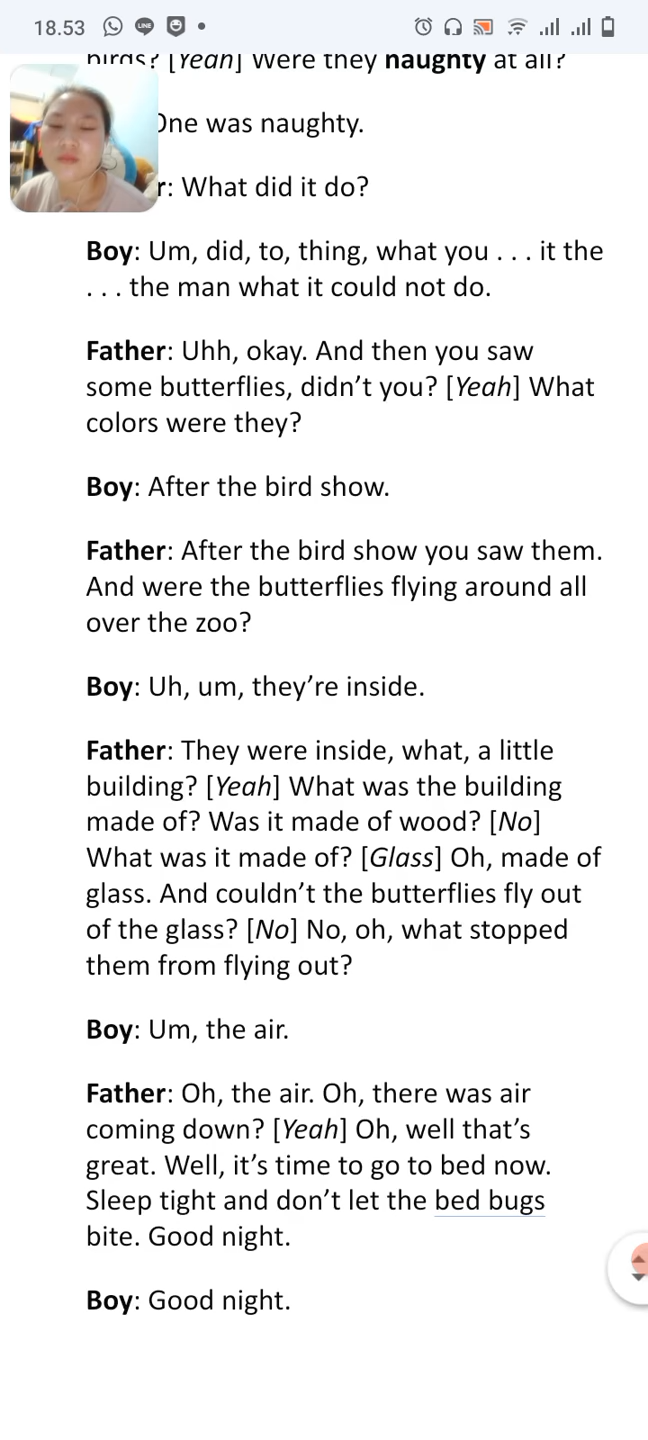 18.53
LINE
birds? [Yeah] Were they naughty at all?
One was naughty.
r: What did it do?
Boy: Um, did, to, thing, what you . . . it the
. . . the man what it could not do.
Father: Uhh, okay. And then you saw
some butterflies, didn’t you? [Yeah] What
colors were they?
Boy: After the bird show.
Father: After the bird show you saw them.
And were the butterflies flying around all
over the zoo?
Boy: Uh, um, they’re inside.
Father: They were inside, what, a little
building? [Yeah] What was the building
made of? Was it made of wood? [No]
What was it made of? [Glass] Oh, made of
glass. And couldn’t the butterflies fly out
of the glass? [No] No, oh, what stopped
them from flying out?
Boy: Um, the air.
Father: Oh, the air. Oh, there was air
coming down? [Yeah] Oh, well that’s
great. Well, it’s time to go to bed now.
Sleep tight and don’t let the bed bugs
bite. Good night.
Boy: Good night.